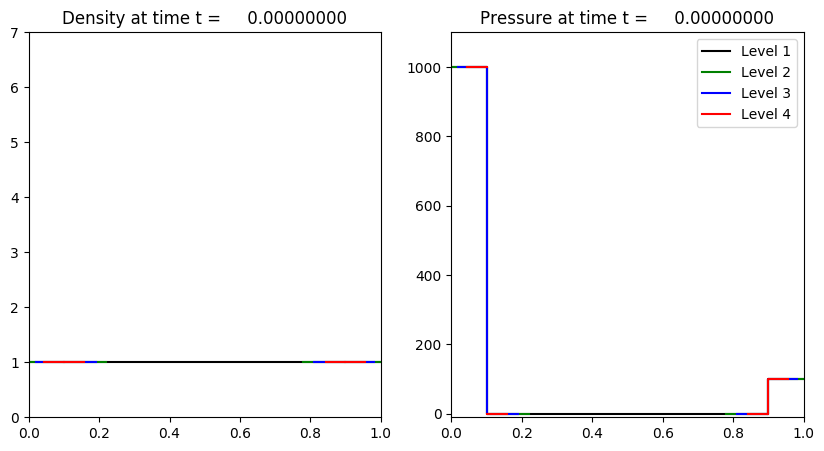 Density at time t = 0.00000000
7
6
5
4
3
2
1
0
0.0 0.2 0.4 0.6 0.8 1.0
Pressure at time t = 0.00000000
1000
800
600
400
200
0
0.0 0.2 0.4 0.6 0.8 1.0
Level 1
Level 2
Level 3
Level 4